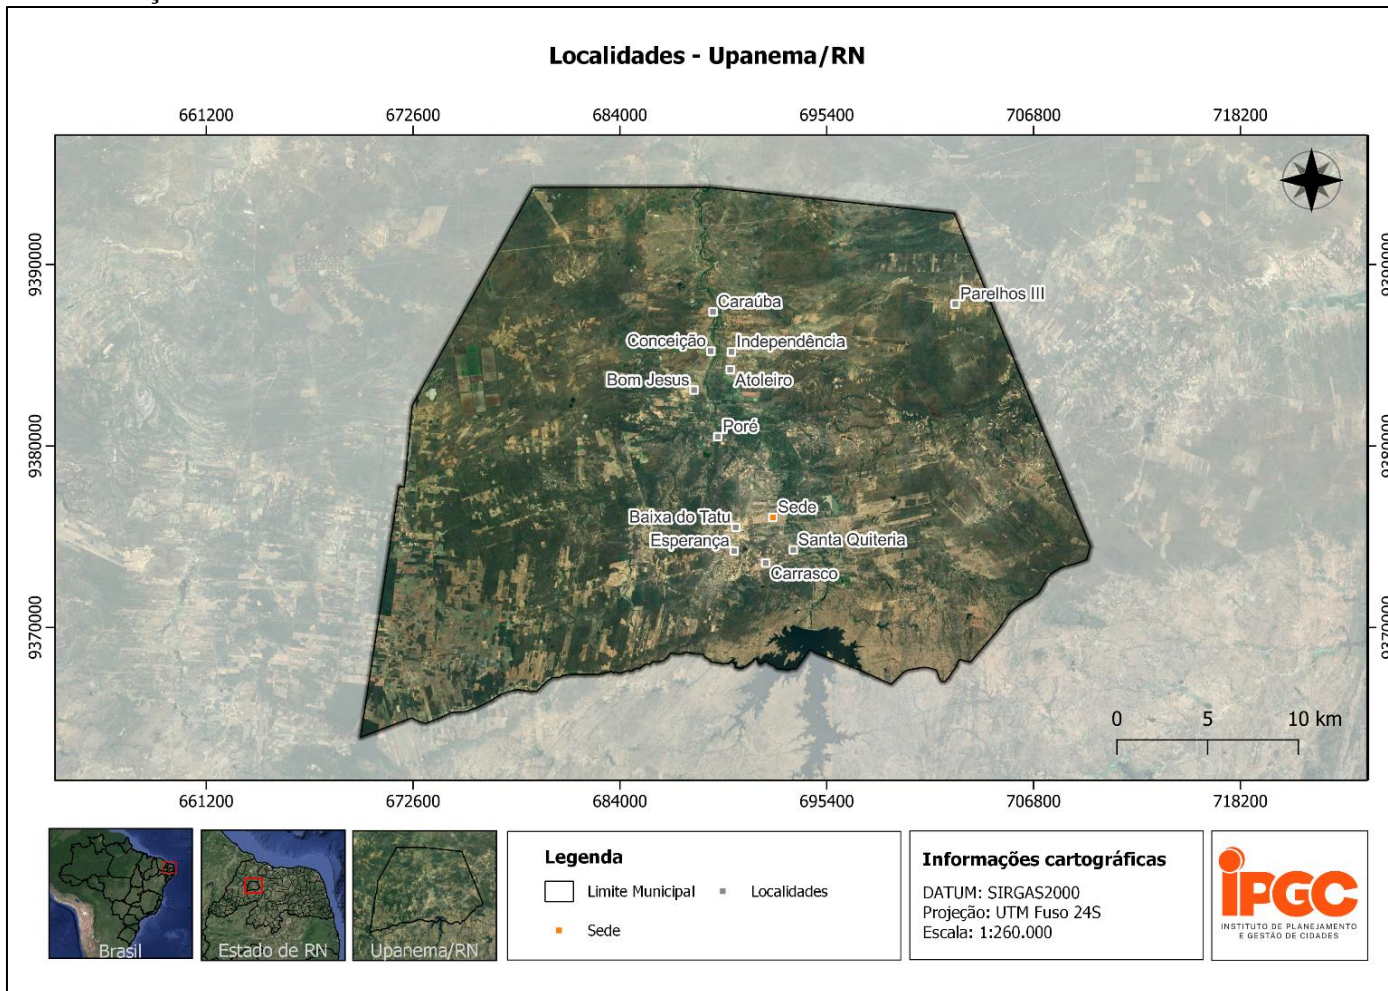 Localidades - Upanema/RN
661200 672600 684000 695400 706800 718200
9390000 9390000
Parelhos III
Caraúba
Conceição Independência
Bom Jesus Atoleiro
Poré
9380000 9380000
Sede
Baixa do Tatu
Esperança Santa Quiteria
Carrasco
9370000 9370000
0 5 10 km
661200 672600 684000 695400 706800 718200
Brasil
Estado de RN
Upanema/RN
Legenda
Limite Municipal Localidades
Sede
Informações cartográficas
DATUM: SIRGAS2000
Projeção: UTM Fuso 24S
Escala: 1:260.000
iPGC
INSTITUTO DE PLANEJAMENTO
E GESTÃO DE CIDADES